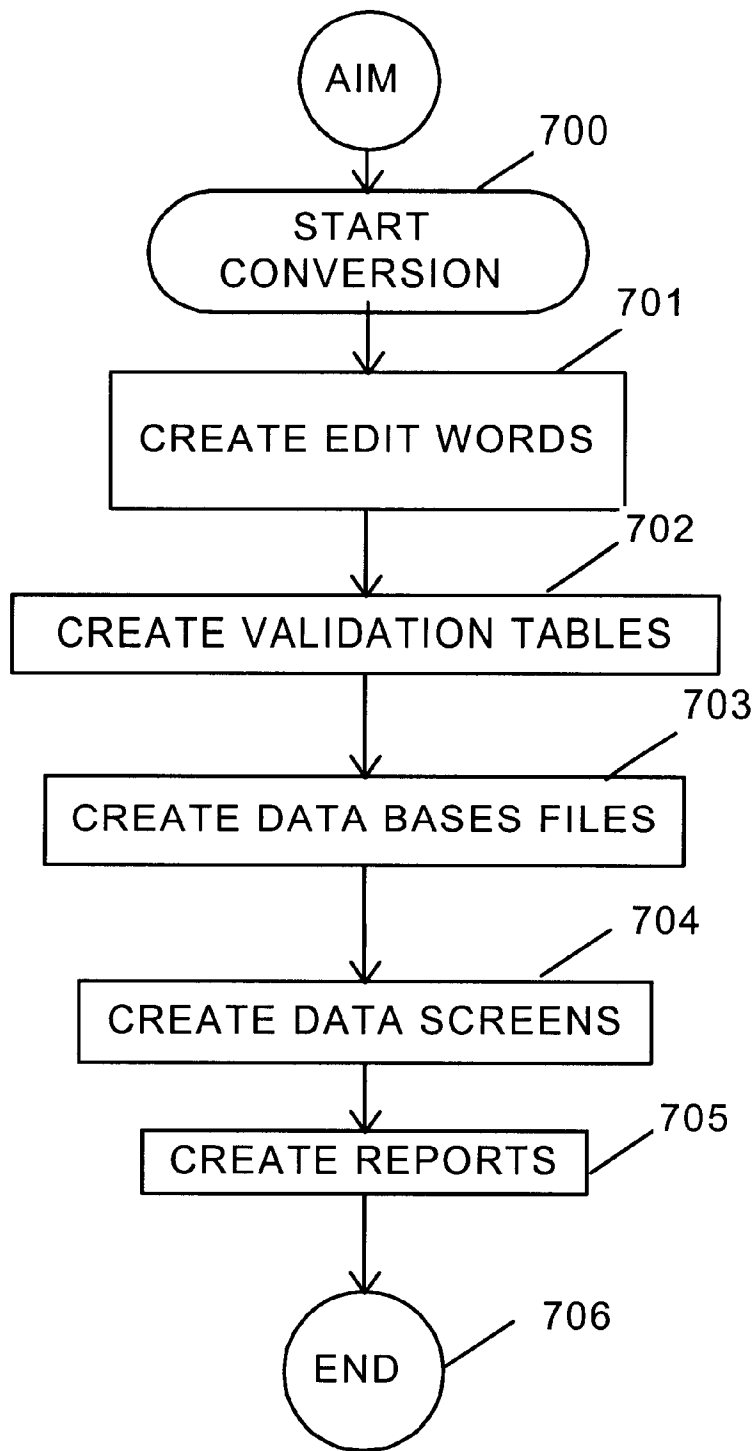 AIM
700
START
CONVERSION
701
CREATE EDIT WORDS
702
CREATE VALIDATION TABLES
703
CREATE DATA BASES FILES
704
CREATE DATA SCREENS
705
CREATE REPORTS
706
END